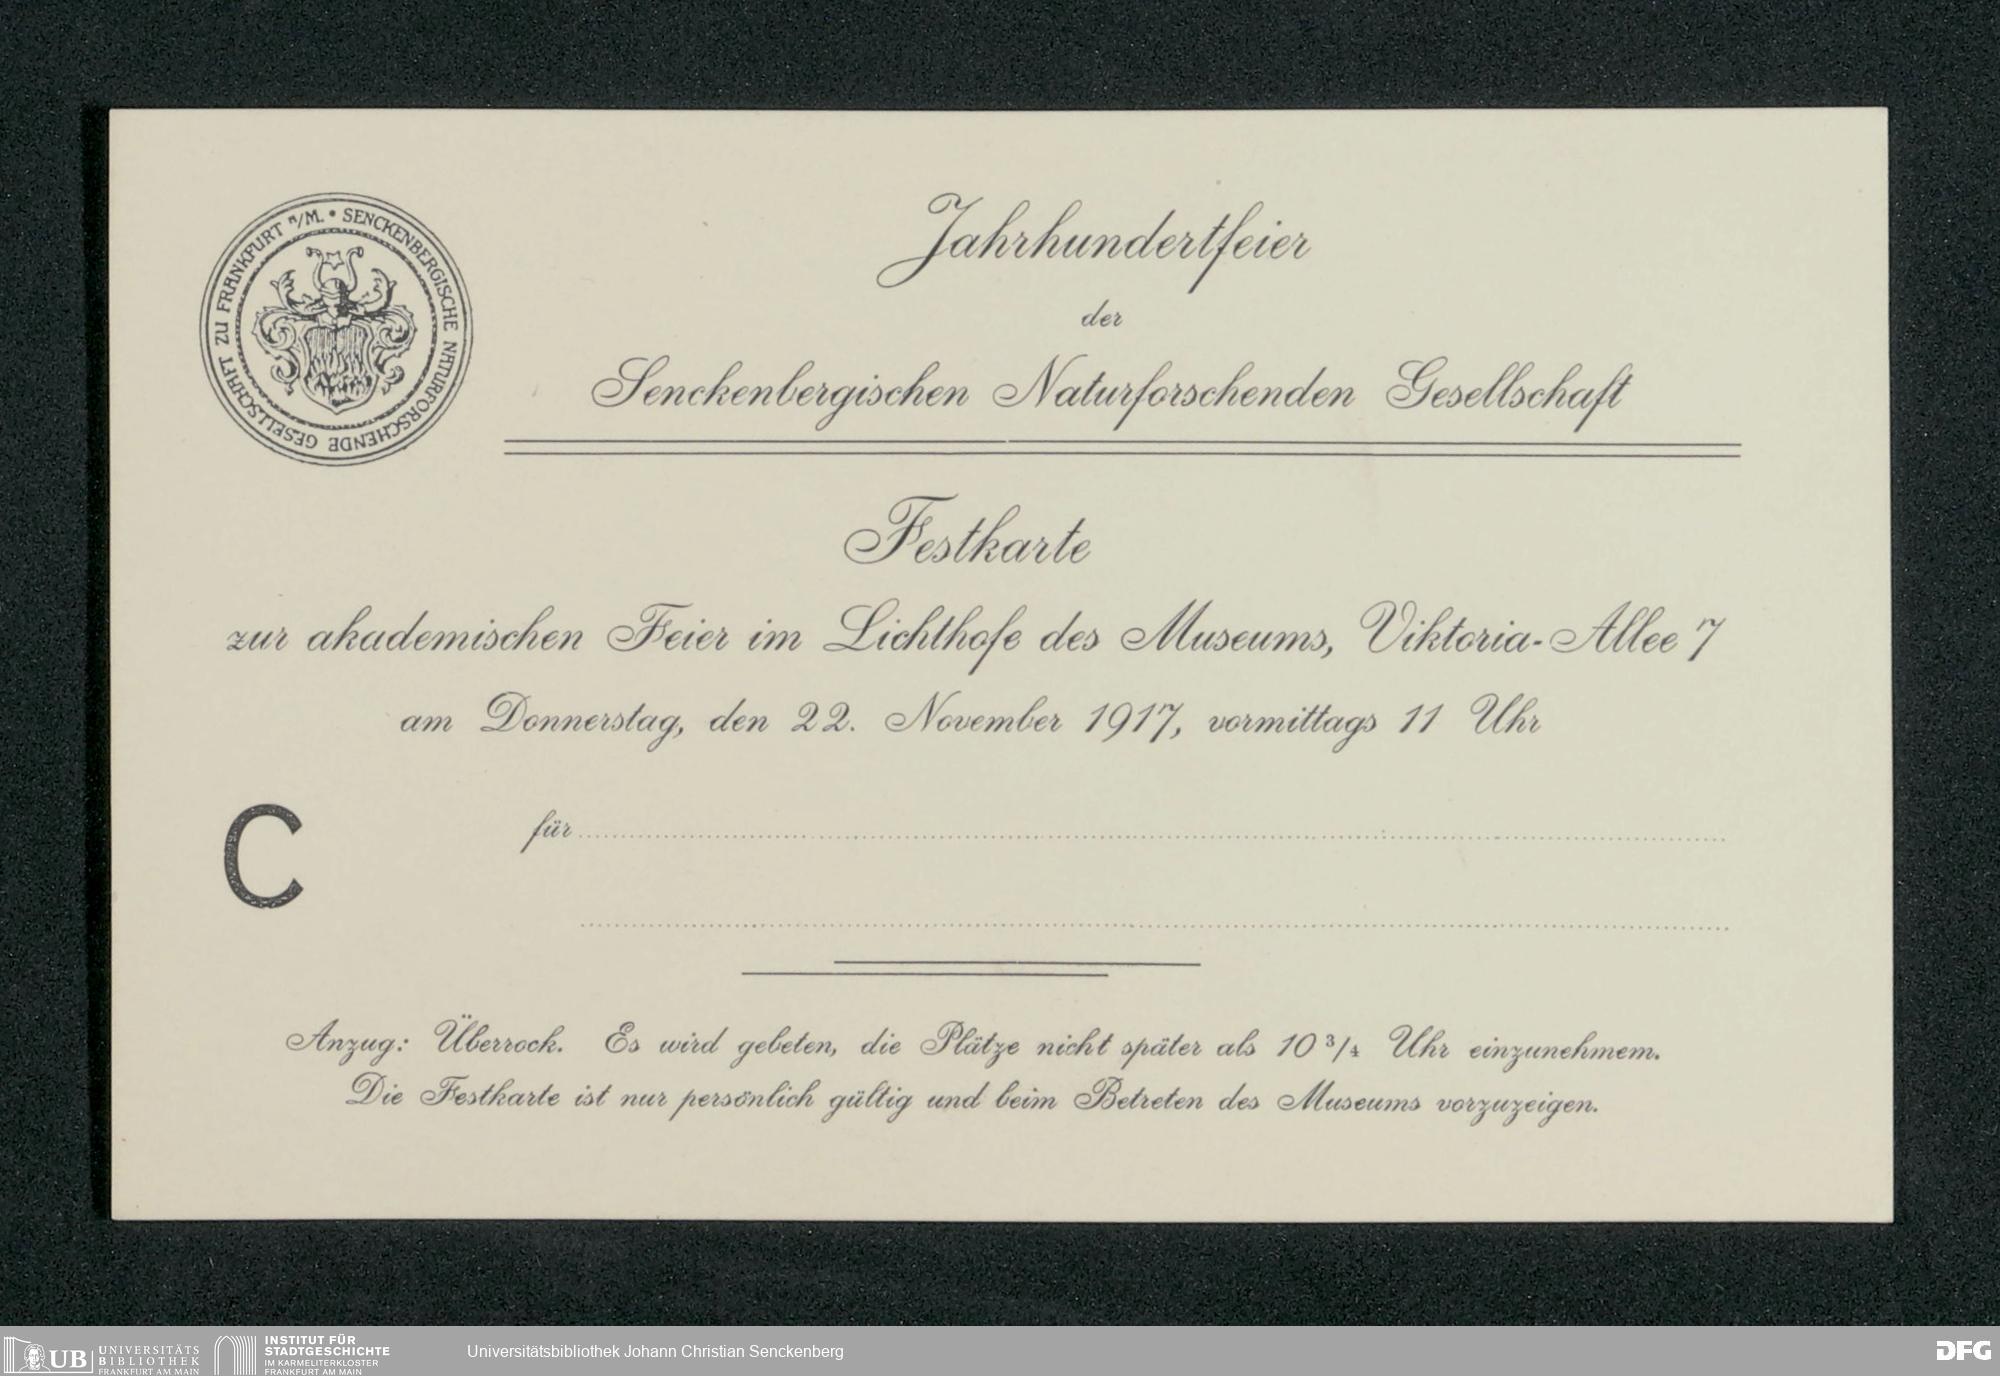 SENCKENBERGISCHE NATURFORSCHENDE GESELLSCHAFT ZU FRANKFURT a/M. •
Jahrhundertfeier
der
Senckenbergischen Naturforschenden Gesellschaft
Festkarte
zur akademischen Feier im Lichthofe des Museums, Viktoria-Allee 7
am Donnerstag, den 22. November 1917, vormittags 11 Uhr
C
für
Anzug: Überrock. Es wird gebeten, die Plätze nicht später als 10 3/4 Uhr einzunehmem.
Die Festkarte ist nur persönlich gültig und beim Betreten des Museums vorzuzeigen.
UB UNIVERSITÄTS
BIBLIOTHEK
FRANKFURT AM MAIN
INSTITUT FÜR
STADTGESCHICHTE
IM KARMELITERKLOSTER
FRANKFURT AM MAIN
Universitätsbibliothek Johann Christian Senckenberg
DFG